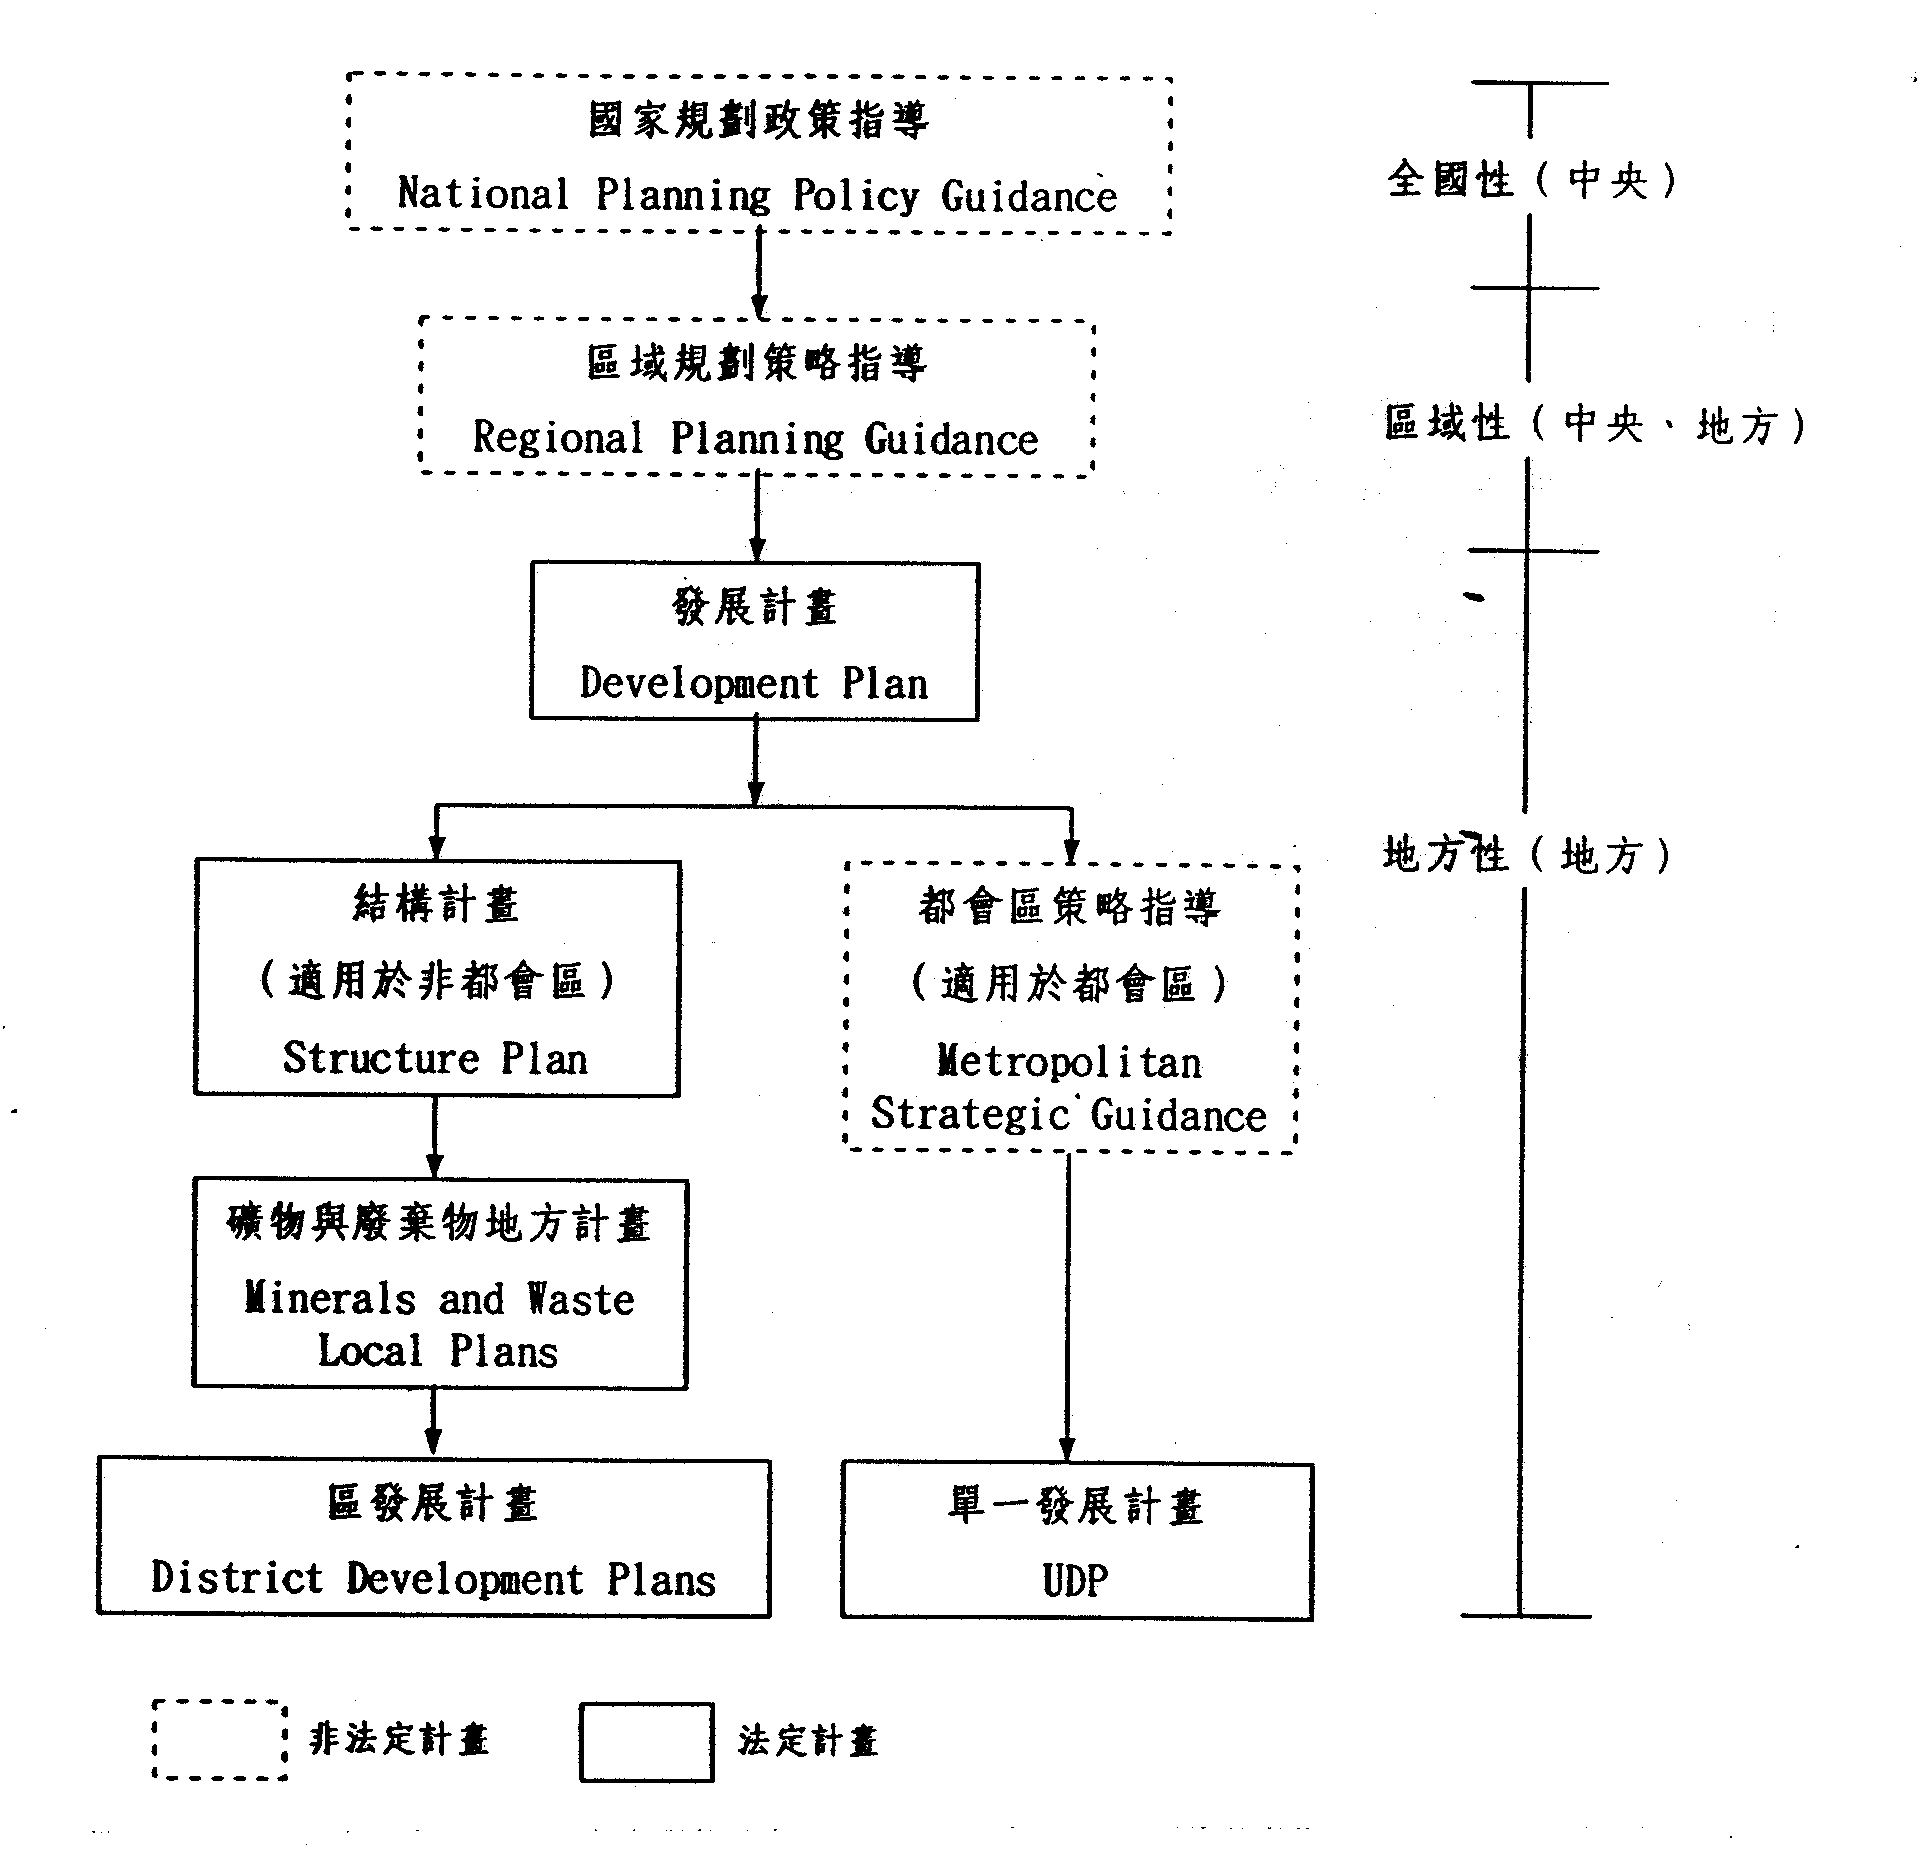 國家規劃政策指導
National Planning Policy Guidance
全國性(中央)
區域規劃策略指導
Regional Planning Guidance
區域性(中央、地方)
發展計畫
Development Plan
地方性(地方)
結構計畫
(適用於非都會區)
Structure Plan
都會區策略指導
(適用於都會區)
Metropolitan
Strategic Guidance
礦物與廢棄物地方計畫
Minerals and Waste
Local Plans
區發展計畫
District Development Plans
單一發展計畫
UDP
非法定計畫
法定計畫